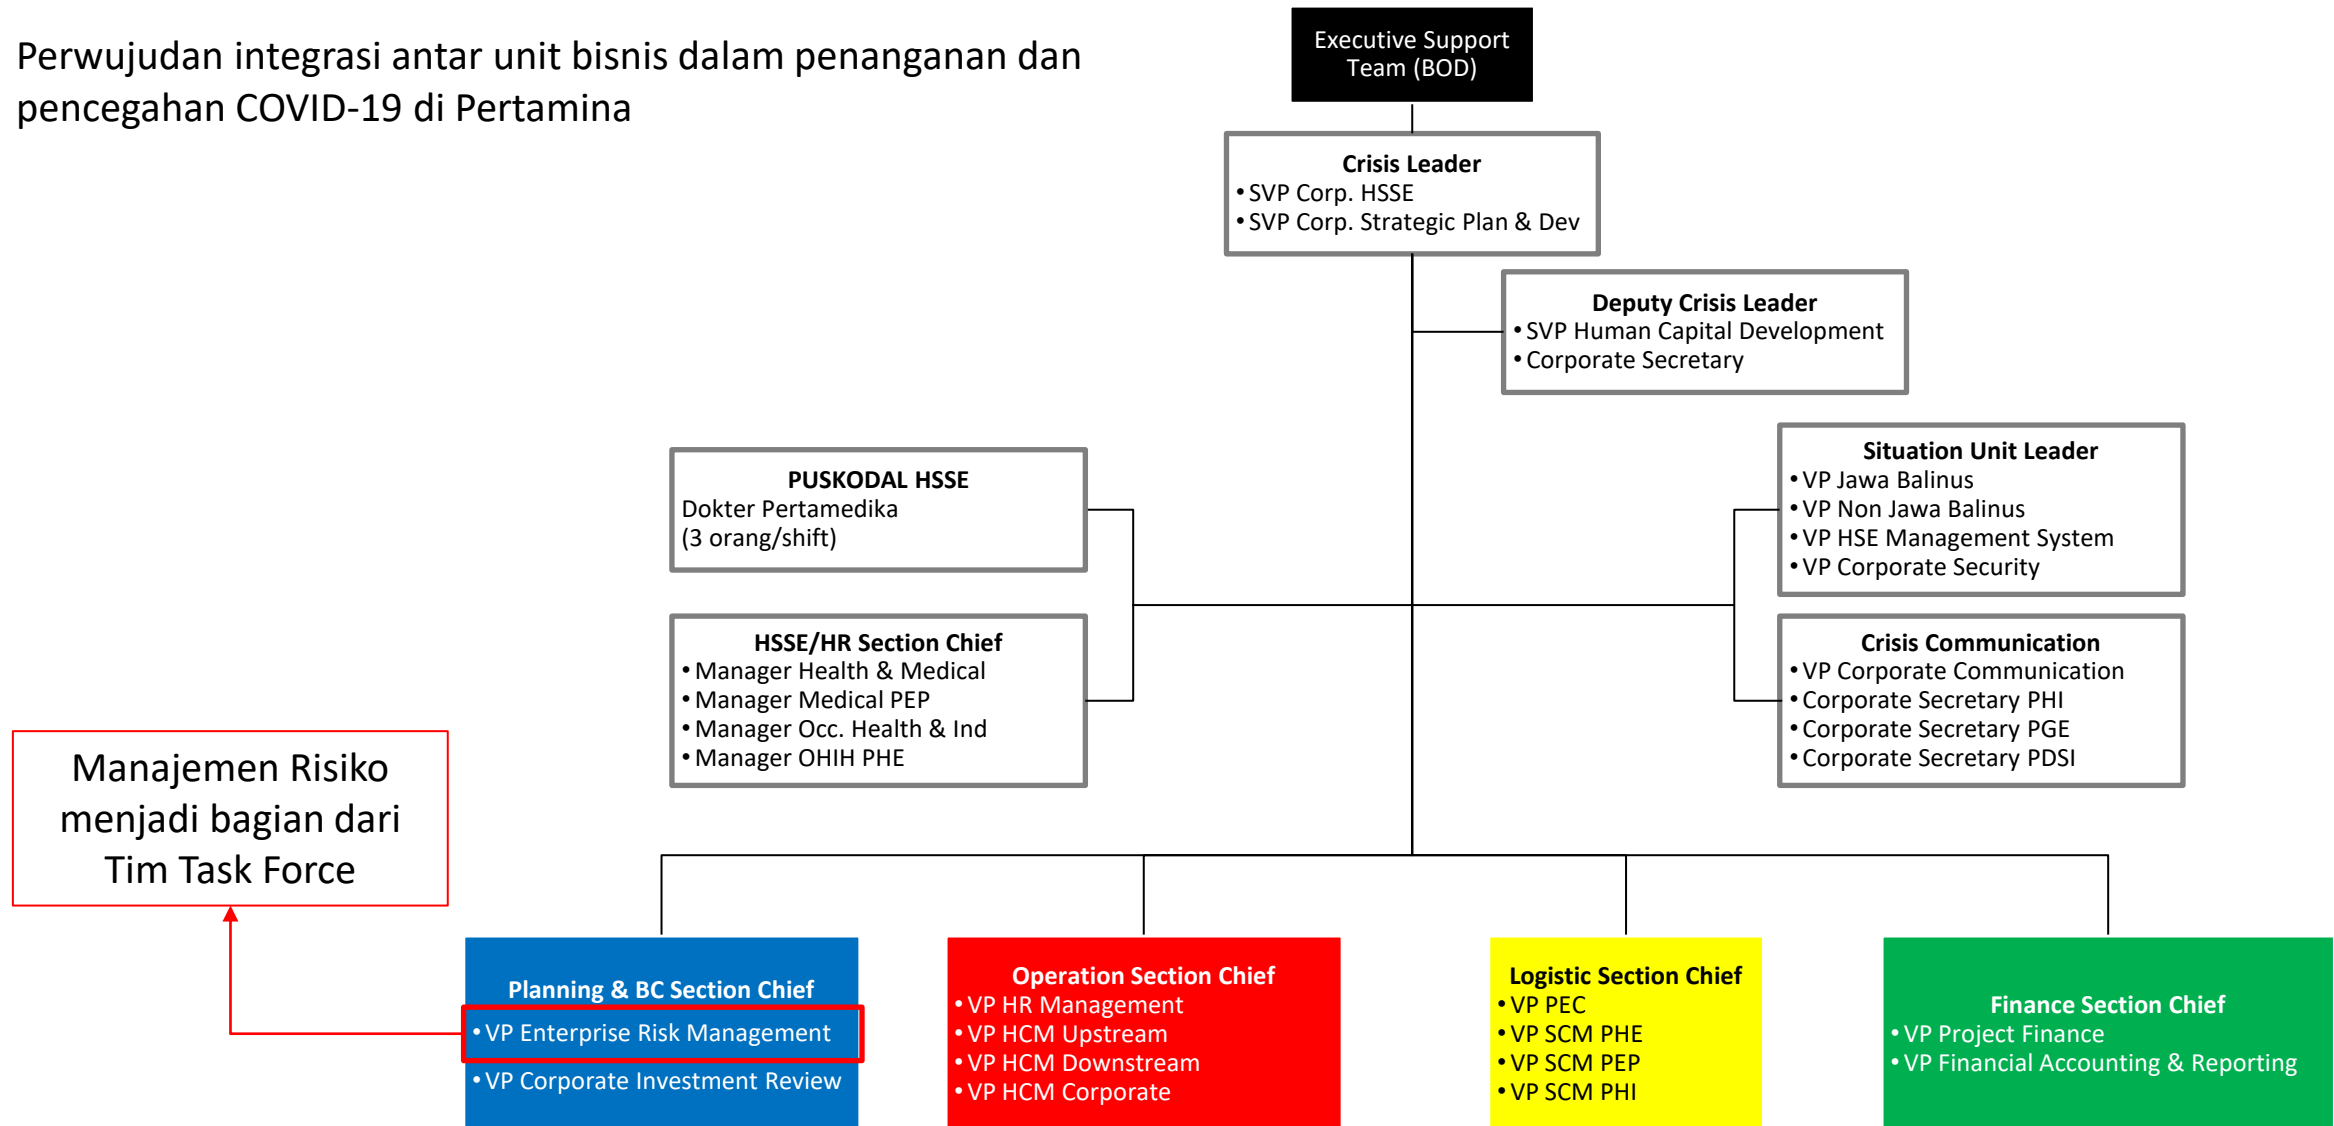 Perwujudan integrasi antar unit bisnis dalam penanganan dan
pencegahan COVID-19 di Pertamina
Executive Support
Team (BOD)
Crisis Leader
• SVP Corp. HSSE
• SVP Corp. Strategic Plan & Dev
Deputy Crisis Leader
• SVP Human Capital Development
• Corporate Secretary
PUSKODAL HSSE
Dokter Pertamedika
(3 orang/shift)
Situation Unit Leader
• VP Jawa Balinus
• VP Non Jawa Balinus
• VP HSE Management System
• VP Corporate Security
HSSE/HR Section Chief
• Manager Health & Medical
• Manager Medical PEP
• Manager Occ. Health & Ind
• Manager OHIH PHE
Crisis Communication
• VP Corporate Communication
• Corporate Secretary PHI
• Corporate Secretary PGE
• Corporate Secretary PDSI
Manajemen Risiko
menjadi bagian dari
Tim Task Force
Planning & BC Section Chief
• VP Enterprise Risk Management
• VP Corporate Investment Review
Operation Section Chief
• VP HR Management
• VP HCM Upstream
• VP HCM Downstream
• VP HCM Corporate
Logistic Section Chief
• VP PEC
• VP SCM PHE
• VP SCM PEP
• VP SCM PHI
Finance Section Chief
• VP Project Finance
• VP Financial Accounting & Reporting